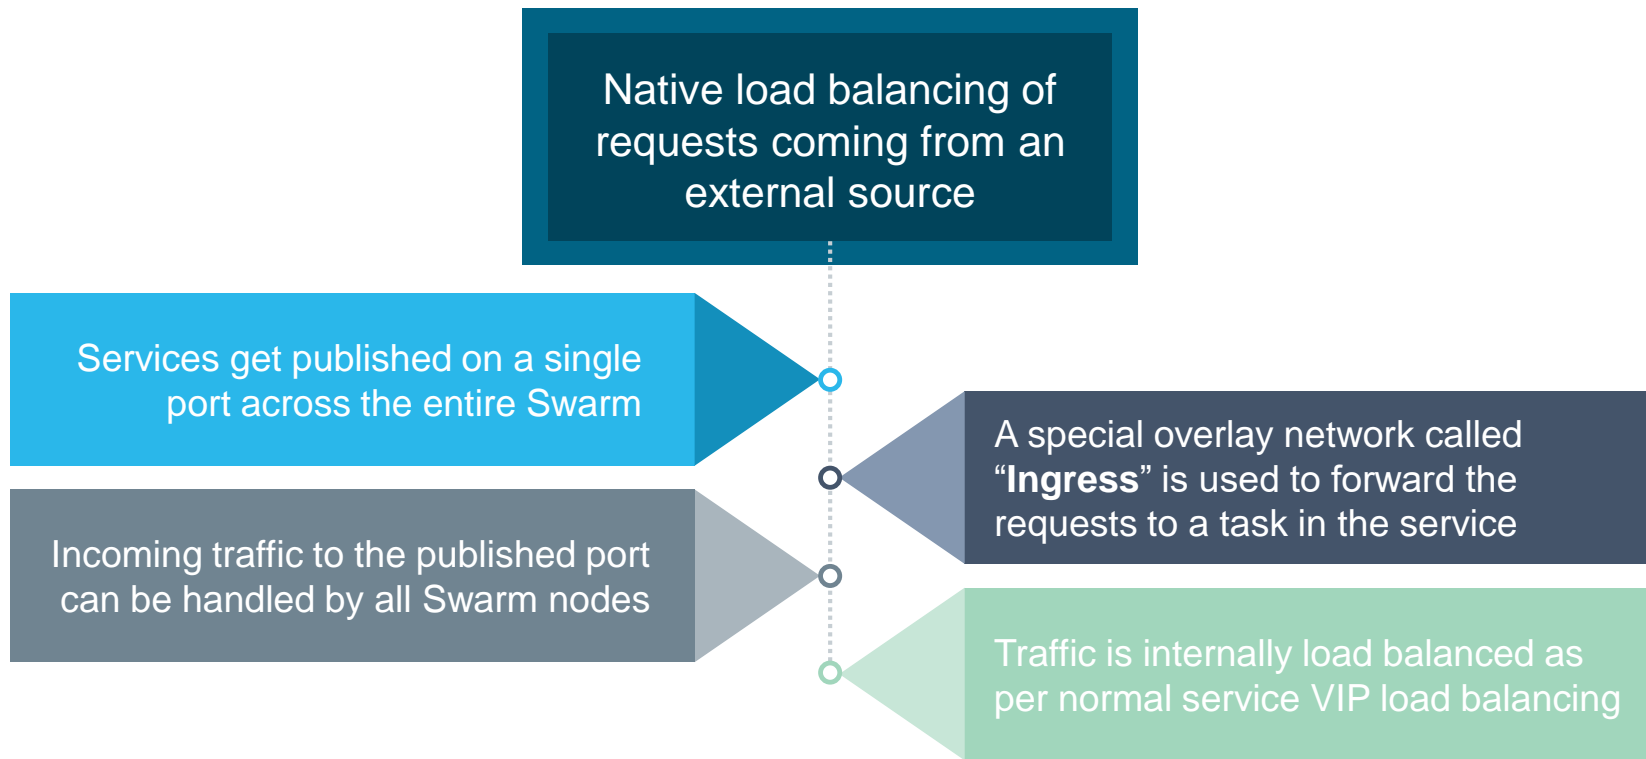 Native load balancing of
requests coming from an
external source
Services get published on a single
port across the entire Swarm
A special overlay network called
“Ingress” is used to forward the
requests to a task in the service
Incoming traffic to the published port
can be handled by all Swarm nodes
Traffic is internally load balanced as
per normal service VIP load balancing